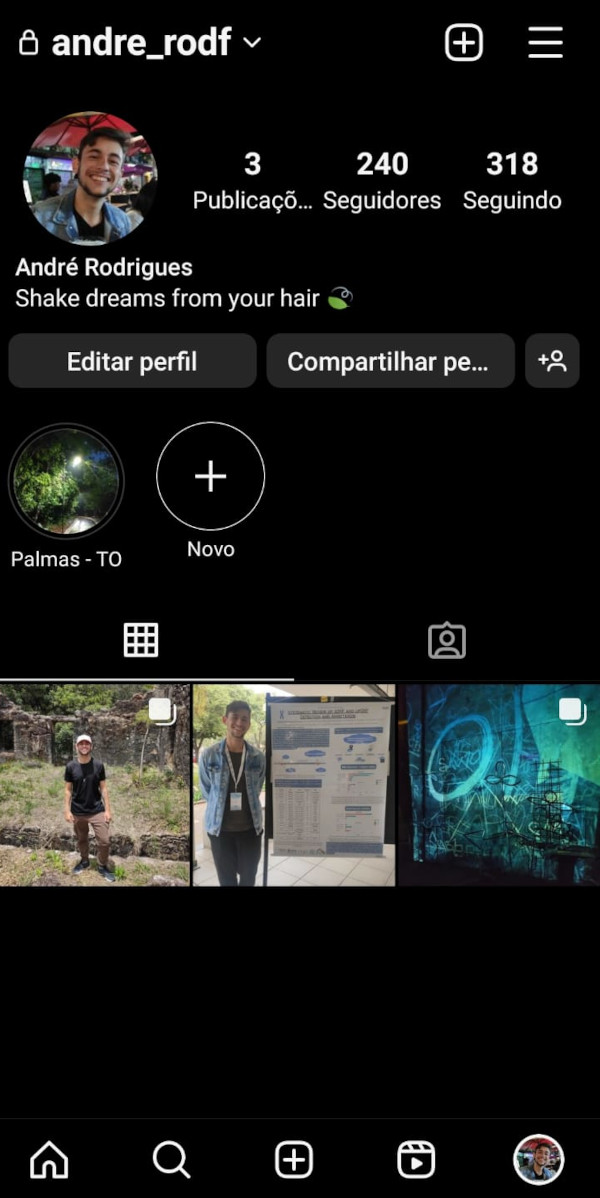 andre_rodf
3 240 318
Publicaçõ... Seguidores Seguindo
André Rodrigues
Shake dreams from your hair 🍃
Editar perfil Compartilhar pe...
Palmas - TO Novo